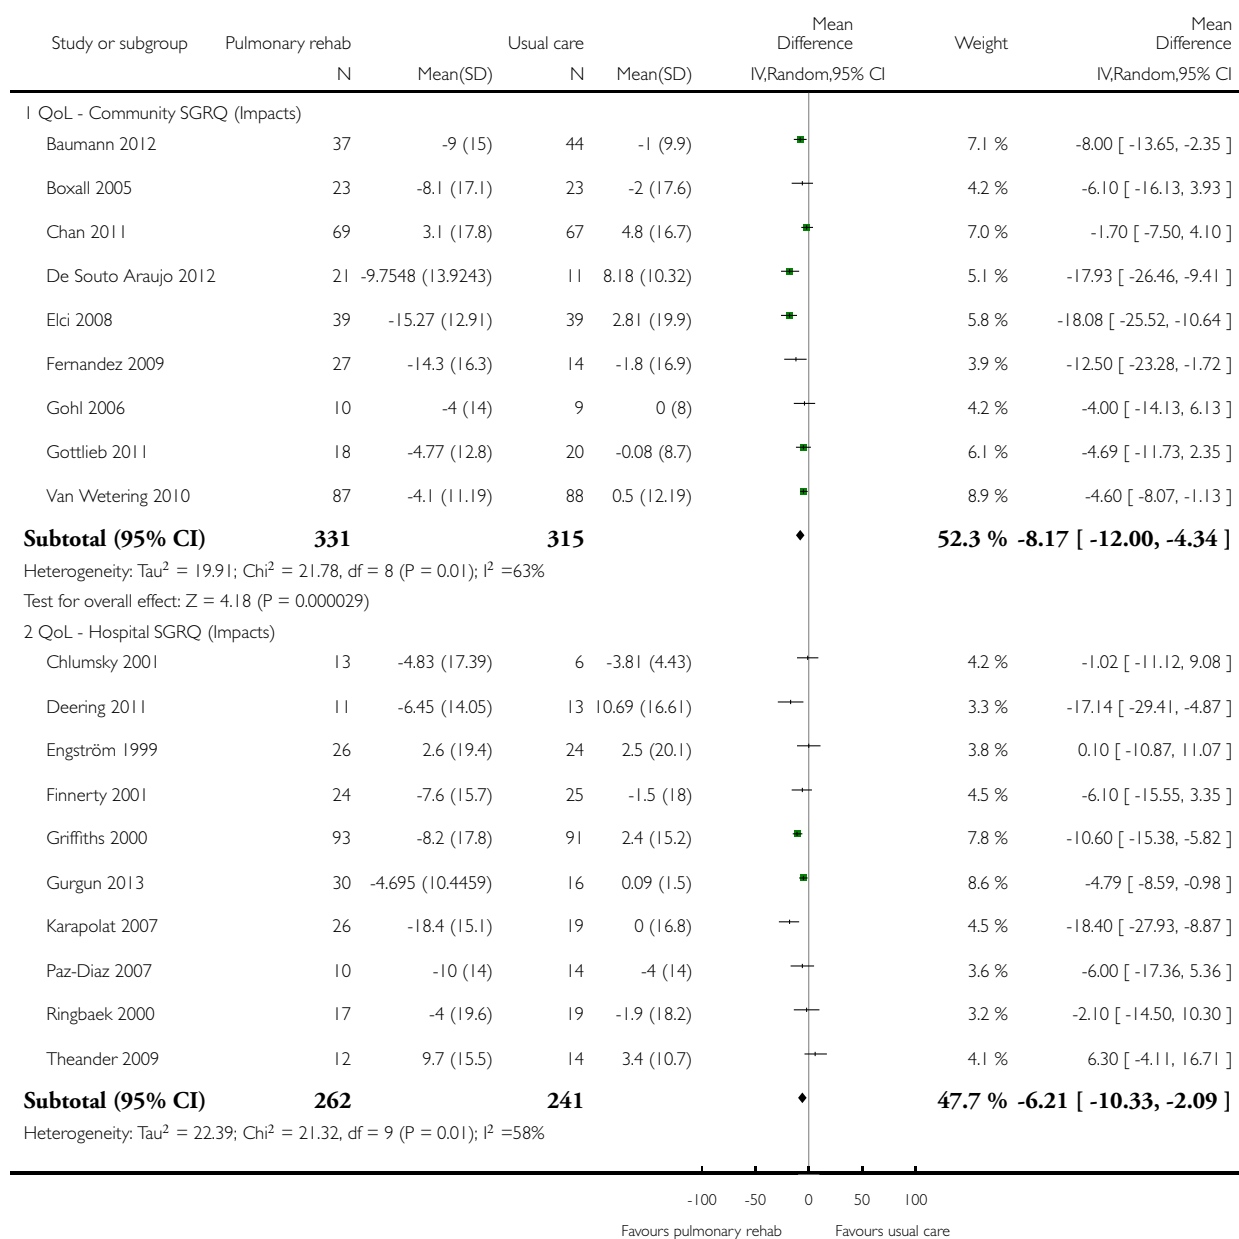 Study or subgroup Pulmonary rehab Usual care Mean Difference Weight Mean Difference
N Mean(SD) N Mean(SD) IV,Random,95% CI IV,Random,95% CI
1 QoL - Community SGRQ (Impacts)
Baumann 2012 37 -9 (15) 44 -1 (9.9) 7.1 % -8.00 [ -13.65, -2.35 ]
Boxall 2005 23 -8.1 (17.1) 23 -2 (17.6) 4.2 % -6.10 [ -16.13, 3.93 ]
Chan 2011 69 3.1 (17.8) 67 4.8 (16.7) 7.0 % -1.70 [ -7.50, 4.10 ]
De Souto Araujo 2012 21 -9.7548 (13.9243) 11 8.18 (10.32) 5.1 % -17.93 [ -26.46, -9.41 ]
Elci 2008 39 -15.27 (12.91) 39 2.81 (19.9) 5.8 % -18.08 [ -25.52, -10.64 ]
Fernandez 2009 27 -14.3 (16.3) 14 -1.8 (16.9) 3.9 % -12.50 [ -23.28, -1.72 ]
Gohl 2006 10 -4 (14) 9 0 (8) 4.2 % -4.00 [ -14.13, 6.13 ]
Gottlieb 2011 18 -4.77 (12.8) 20 -0.08 (8.7) 6.1 % -4.69 [ -11.73, 2.35 ]
Van Wetering 2010 87 -4.1 (11.19) 88 0.5 (12.19) 8.9 % -4.60 [ -8.07, -1.13 ]
Subtotal (95% CI) 331 315 52.3 % -8.17 [ -12.00, -4.34 ]
Heterogeneity: Tau² = 19.91; Chi² = 21.78, df = 8 (P = 0.01); I² =63%
Test for overall effect: Z = 4.18 (P = 0.000029)
2 QoL - Hospital SGRQ (Impacts)
Chlumsky 2001 13 -4.83 (17.39) 6 -3.81 (4.43) 4.2 % -1.02 [ -11.12, 9.08 ]
Deering 2011 11 -6.45 (14.05) 13 10.69 (16.61) 3.3 % -17.14 [ -29.41, -4.87 ]
Engström 1999 26 2.6 (19.4) 24 2.5 (20.1) 3.8 % 0.10 [ -10.87, 11.07 ]
Finnerty 2001 24 -7.6 (15.7) 25 -1.5 (18) 4.5 % -6.10 [ -15.55, 3.35 ]
Griffiths 2000 93 -8.2 (17.8) 91 2.4 (15.2) 7.8 % -10.60 [ -15.38, -5.82 ]
Gurgun 2013 30 -4.695 (10.4459) 16 0.09 (1.5) 8.6 % -4.79 [ -8.59, -0.98 ]
Karapolat 2007 26 -18.4 (15.1) 19 0 (16.8) 4.5 % -18.40 [ -27.93, -8.87 ]
Paz-Diaz 2007 10 -10 (14) 14 -4 (14) 3.6 % -6.00 [ -17.36, 5.36 ]
Ringbaek 2000 17 -4 (19.6) 19 -1.9 (18.2) 3.2 % -2.10 [ -14.50, 10.30 ]
Theander 2009 12 9.7 (15.5) 14 3.4 (10.7) 4.1 % 6.30 [ -4.11, 16.71 ]
Subtotal (95% CI) 262 241 47.7 % -6.21 [ -10.33, -2.09 ]
Heterogeneity: Tau² = 22.39; Chi² = 21.32, df = 9 (P = 0.01); I² =58%
-100 -50 0 50 100
Favours pulmonary rehab Favours usual care